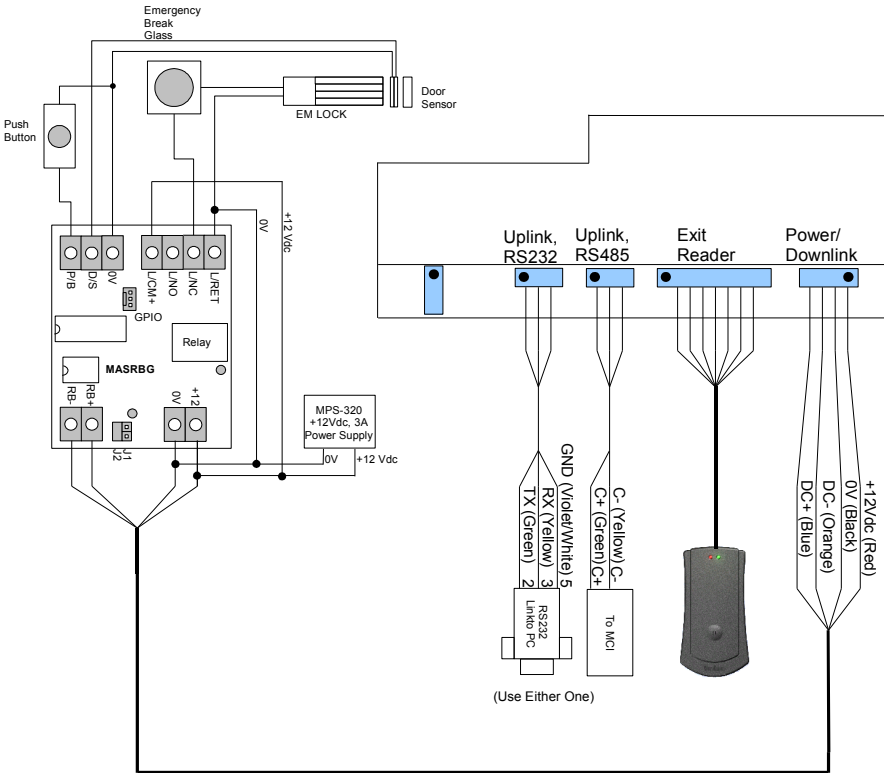 Emergency
Break
Glass
Push
Button
EM LOCK
Door
Sensor
0V
+12 Vdc
P/B
D/S
0V
L/CM+
L/NO
L/NC
L/RET
GPIO
Relay
MASRBG
RB-
RB+
0V
+12
J1
J2
MPS-320
+12Vdc, 3A
Power Supply
0V
+12 Vdc
Uplink,
RS232
Uplink,
RS485
Exit
Reader
Power/
Downlink
TX (Green) 2
RX (Yellow) 3
GND (Violet/White) 5
RS232
Linkto PC
C+ (Green) C+
C- (Yellow) C-
To MCI
(Use Either One)
DC+ (Blue)
DC- (Orange)
0V (Black)
+12Vdc (Red)